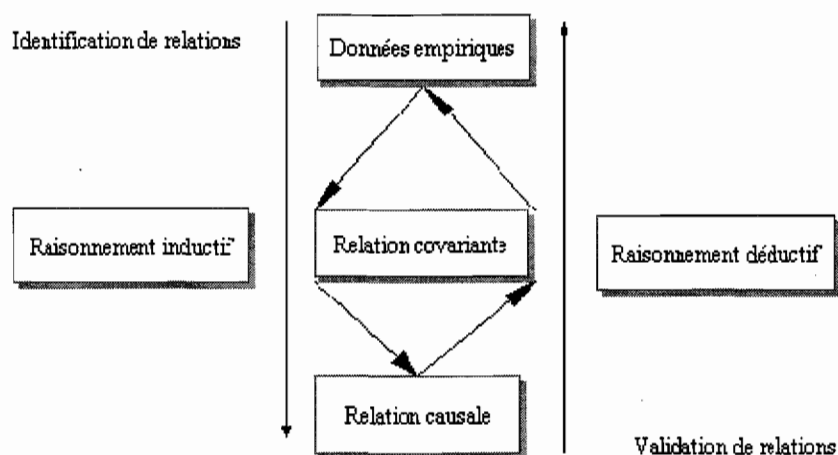 Identification de relations
Données empiriques
Raisonnement inductif
Relation covariante
Raisonnement déductif
Relation causale
Validation de relations